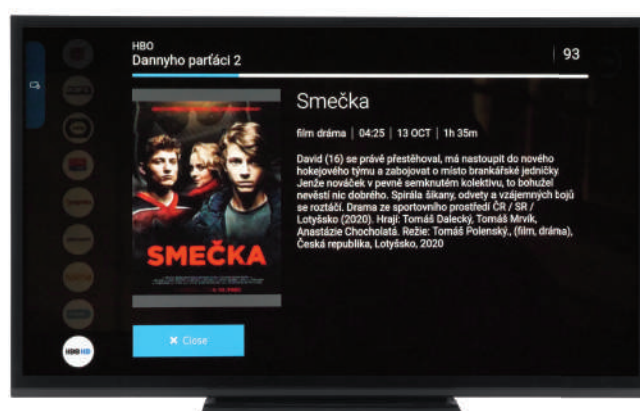 HBO
Dannyho parťáci 2
93
Smečka
film dráma | 04:25 | 13 OCT | 1h 35m
David (16) se právě přestěhoval, má nastoupit do nového
hokejového týmu a zabojovat o místo brankářské jedničky.
Jenže nováček v pevně semknutém kolektivu, to bohužel
nevěstí nic dobrého. Spirála šikany, odvety a vzájemných bojů
se roztáčí. Drama ze sportovního prostředí ČR / SR /
Lotyšsko (2020). Hrají: Tomáš Dalecký, Tomáš Mrvík,
Anastázie Chocholatá. Režie: Tomáš Polenský., (film, dráma),
Česká republika, Lotyšsko, 2020
SMEČKA
× Close
HBO HD